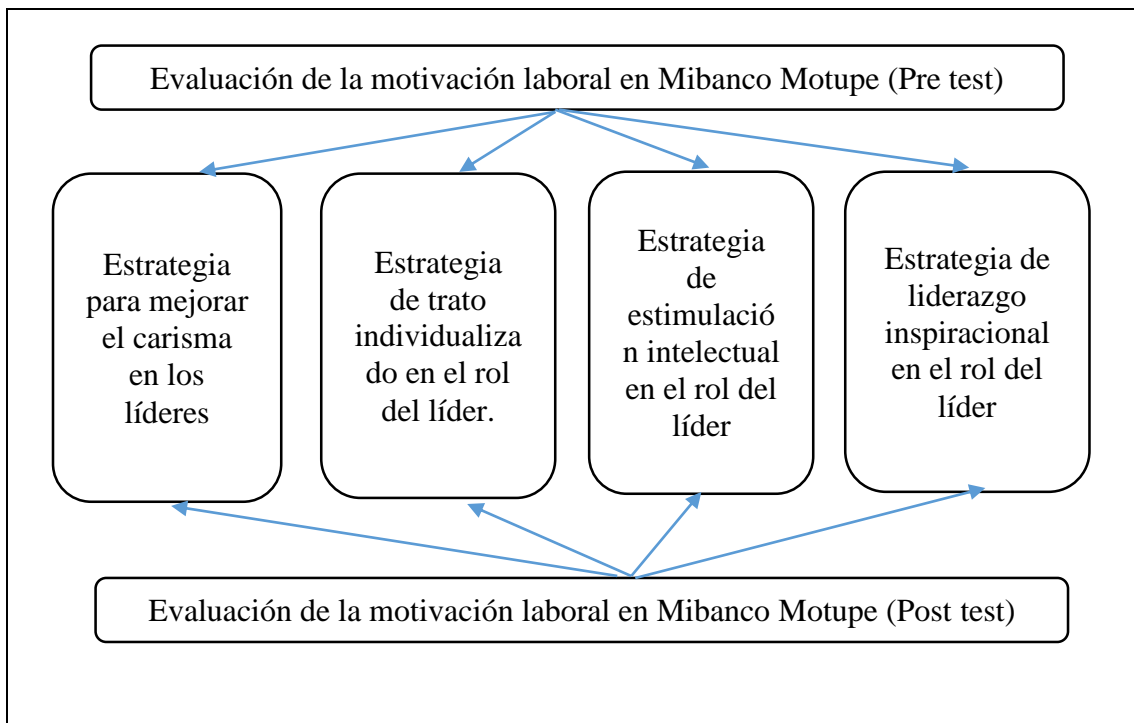 Evaluación de la motivación laboral en Mibanco Motupe (Pre test)
Estrategia
para mejorar
el carisma
en los
líderes
Estrategia
de trato
individualiza
do en el rol
del líder.
Estrategia
de
estimulació
n intelectual
en el rol del
líder
Estrategia de
liderazgo
inspiracional
en el rol del
líder
Evaluación de la motivación laboral en Mibanco Motupe (Post test)